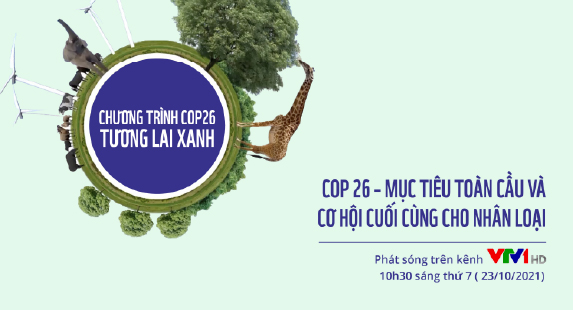 CHƯƠNG TRÌNH COP26
TƯƠNG LAI XANH
COP 26 – MỤC TIÊU TOÀN CẦU VÀ
CƠ HỘI CUỐI CÙNG CHO NHÂN LOẠI
Phát sóng trên kênh VTV1 HD
10h30 sáng thứ 7 ( 23/10/2021)